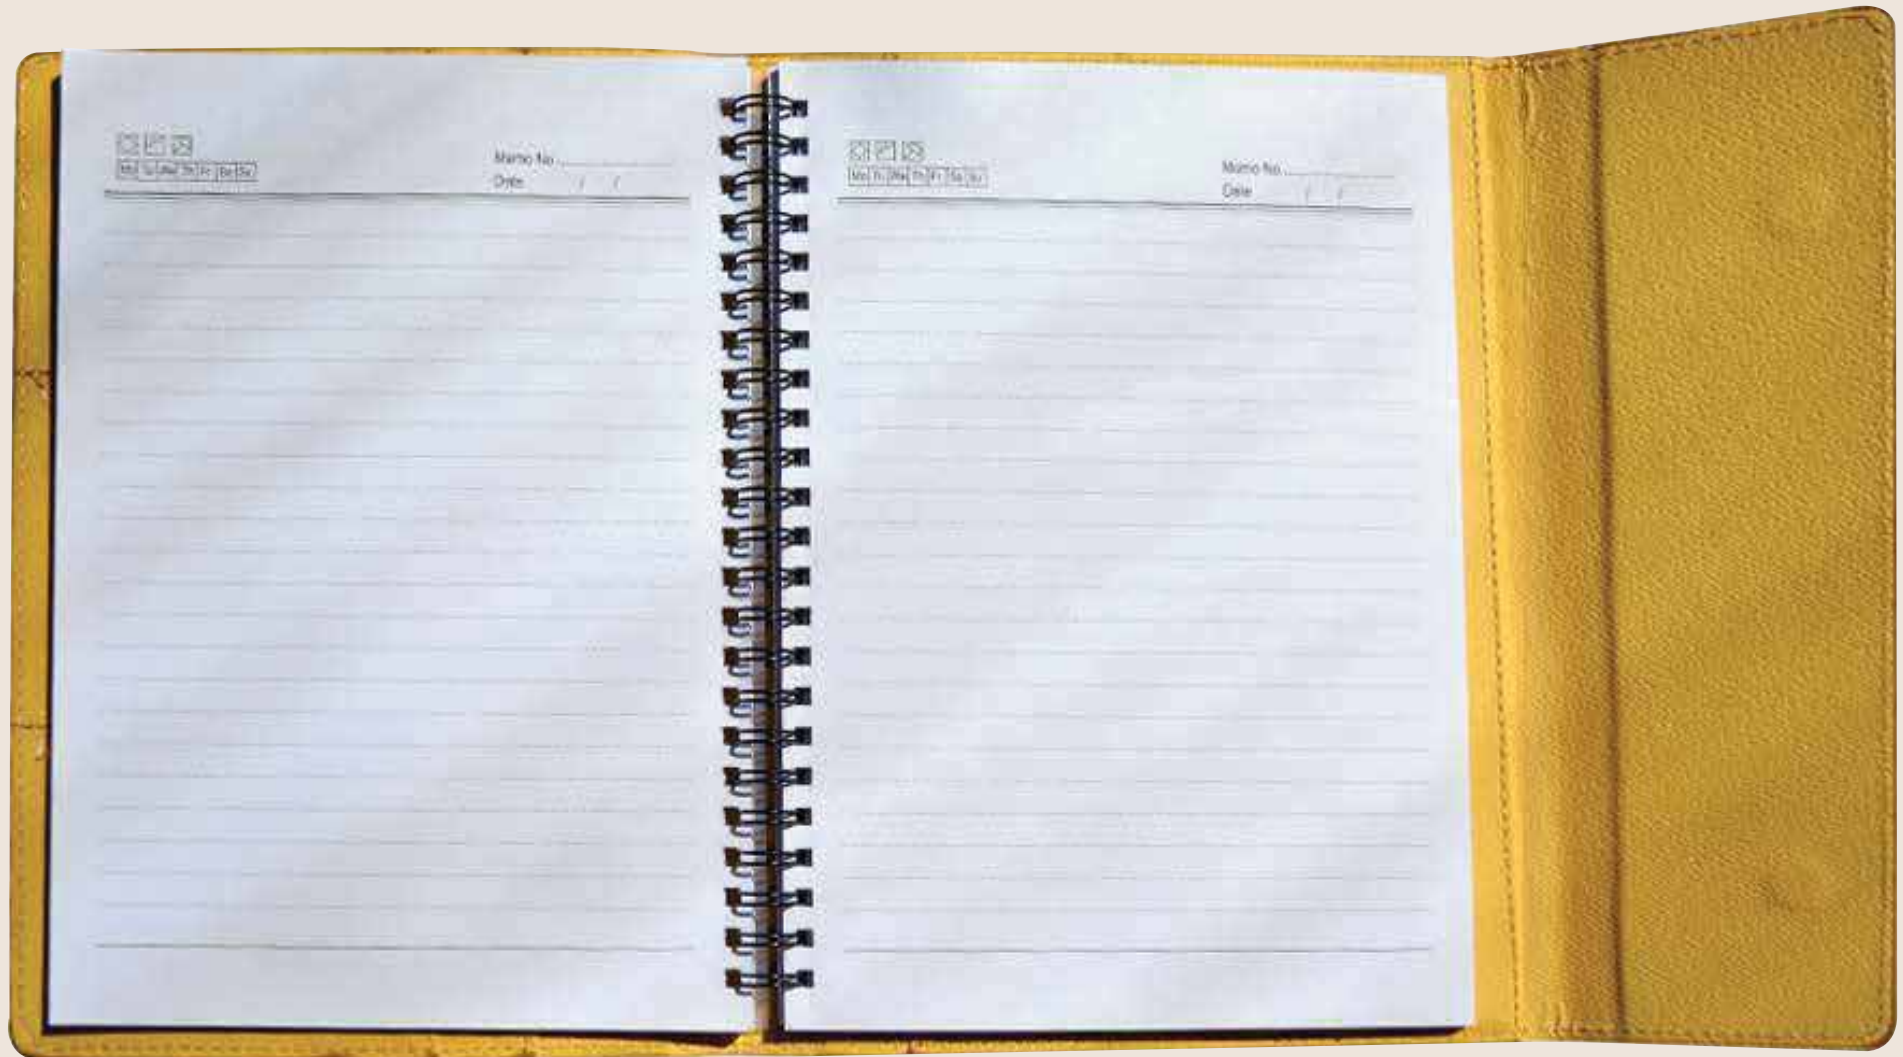 Memo No.
Mo Tu We Th Fr Sa Su
Date / /
Memo No.
Mo Tu We Th Fr Sa Su
Date / /